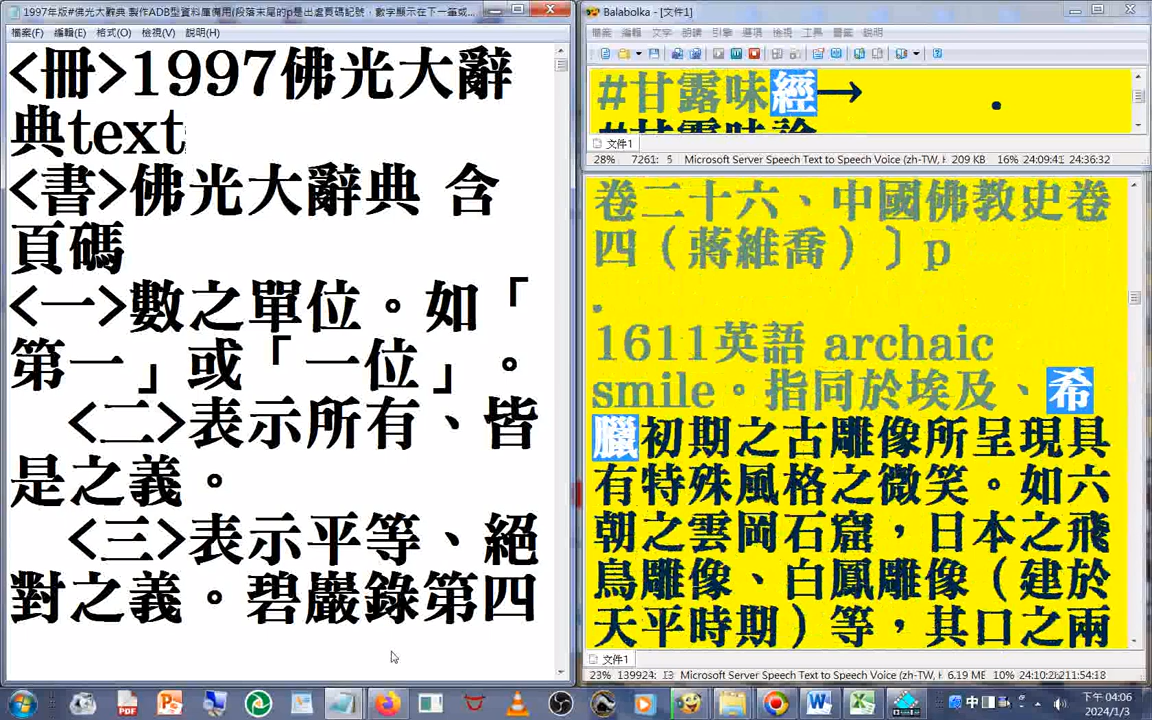 1997年版#佛光大辭典 製作ADB型資料庫備用(段落末尾的p是出處頁碼記號，數字顯示在下一筆或...
檔案(F) 編輯(E) 格式(O) 檢視(V) 說明(H)
<冊>1997佛光大辭
典text
<書>佛光大辭典 含
頁碼
<一>數之單位。如「
第一」或「一位」。
<二>表示所有、皆
是之義。
<三>表示平等、絕
對之義。碧巖錄第四
Balabolka - [文件1]
檔案 編輯 文字 朗讀 引擎 選項 檢視 工具 書籤 說明
#甘露味經→ .
#甘露味論
文件1
28% 7261: 5 Microsoft Server Speech Text to Speech Voice (zh-TW, 209 KB 16% 24:09:41 24:36:32
卷二十六、中國佛教史卷
四（蔣維喬）〕p
.
1611英語 archaic
smile。指同於埃及、希
臘初期之古雕像所呈現具
有特殊風格之微笑。如六
朝之雲岡石窟，日本之飛
鳥雕像、白鳳雕像（建於
天平時期）等，其口之兩
文件1
Microsoft Server Speech Text to Speech Voice (zh-TW, 6.19 ME 10%
下午 04:06
2024/1/3